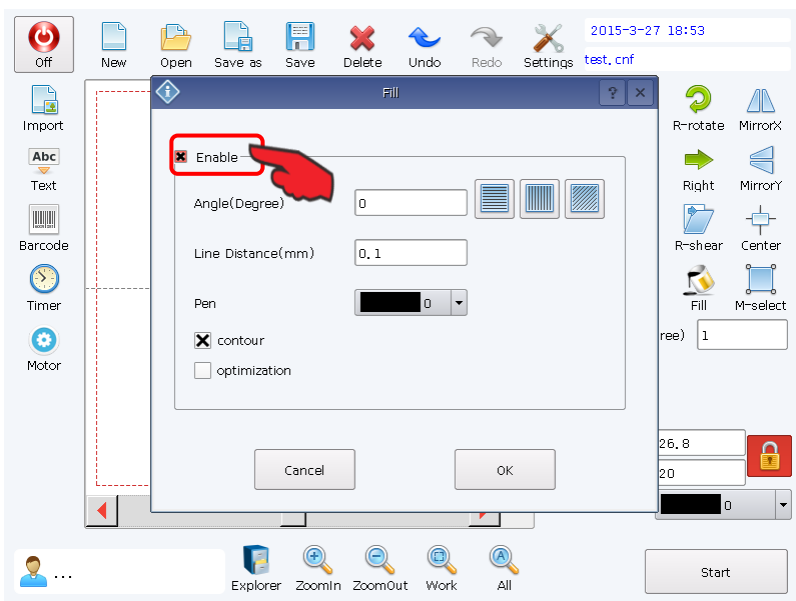 2015-3-27 18:53
Off
New
Open
Save as
Save
Delete
Undo
Redo
Settings
test.cnf
Fill
?
×
Import
Abc
Text
Barcode
Timer
Motor
Enable
Angle(Degree)
0
Line Distance(mm)
0.1
Pen
0
contour
optimization
Cancel
OK
R-rotate
MirrorX
Right
MirrorY
R-shear
Center
Fill
M-select
ree)
1
26.8
20
0
...
Explorer
ZoomIn
ZoomOut
Work
A
All
Start